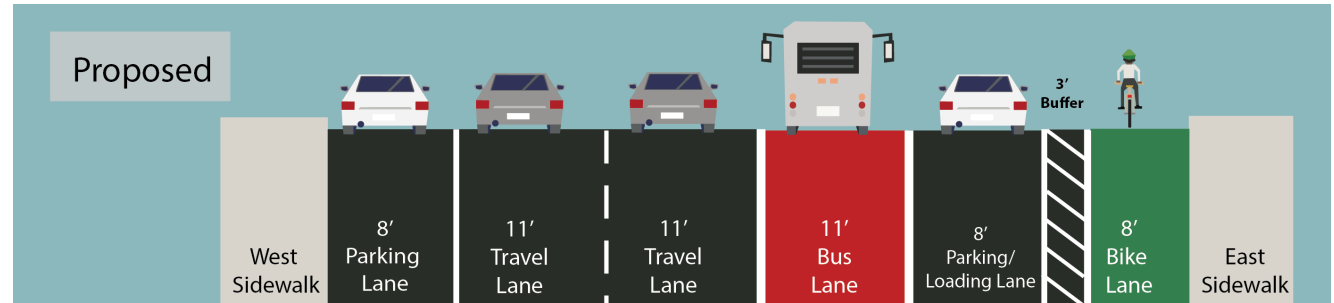 Proposed
West
Sidewalk
8’
Parking
Lane
11’
Travel
Lane
11’
Travel
Lane
11’
Bus
Lane
8’
Parking/
Loading Lane
3’
Buffer
8’
Bike
Lane
East
Sidewalk